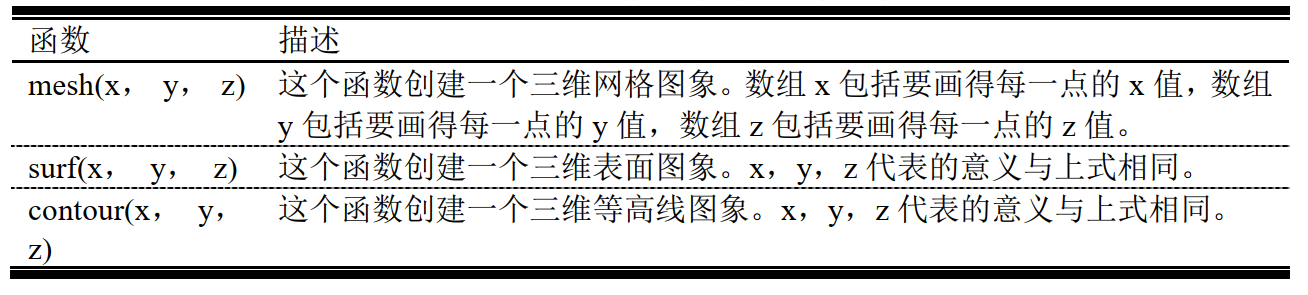 函数 描述
mesh(x， y， z) 这个函数创建一个三维网格图象。数组 x 包括要画得每一点的 x 值，数组
y 包括要画得每一点的 y 值，数组 z 包括要画得每一点的 z 值。
surf(x， y， z) 这个函数创建一个三维表面图象。x，y，z 代表的意义与上式相同。
contour(x， y， 这个函数创建一个三维等高线图象。x，y，z 代表的意义与上式相同。
z)